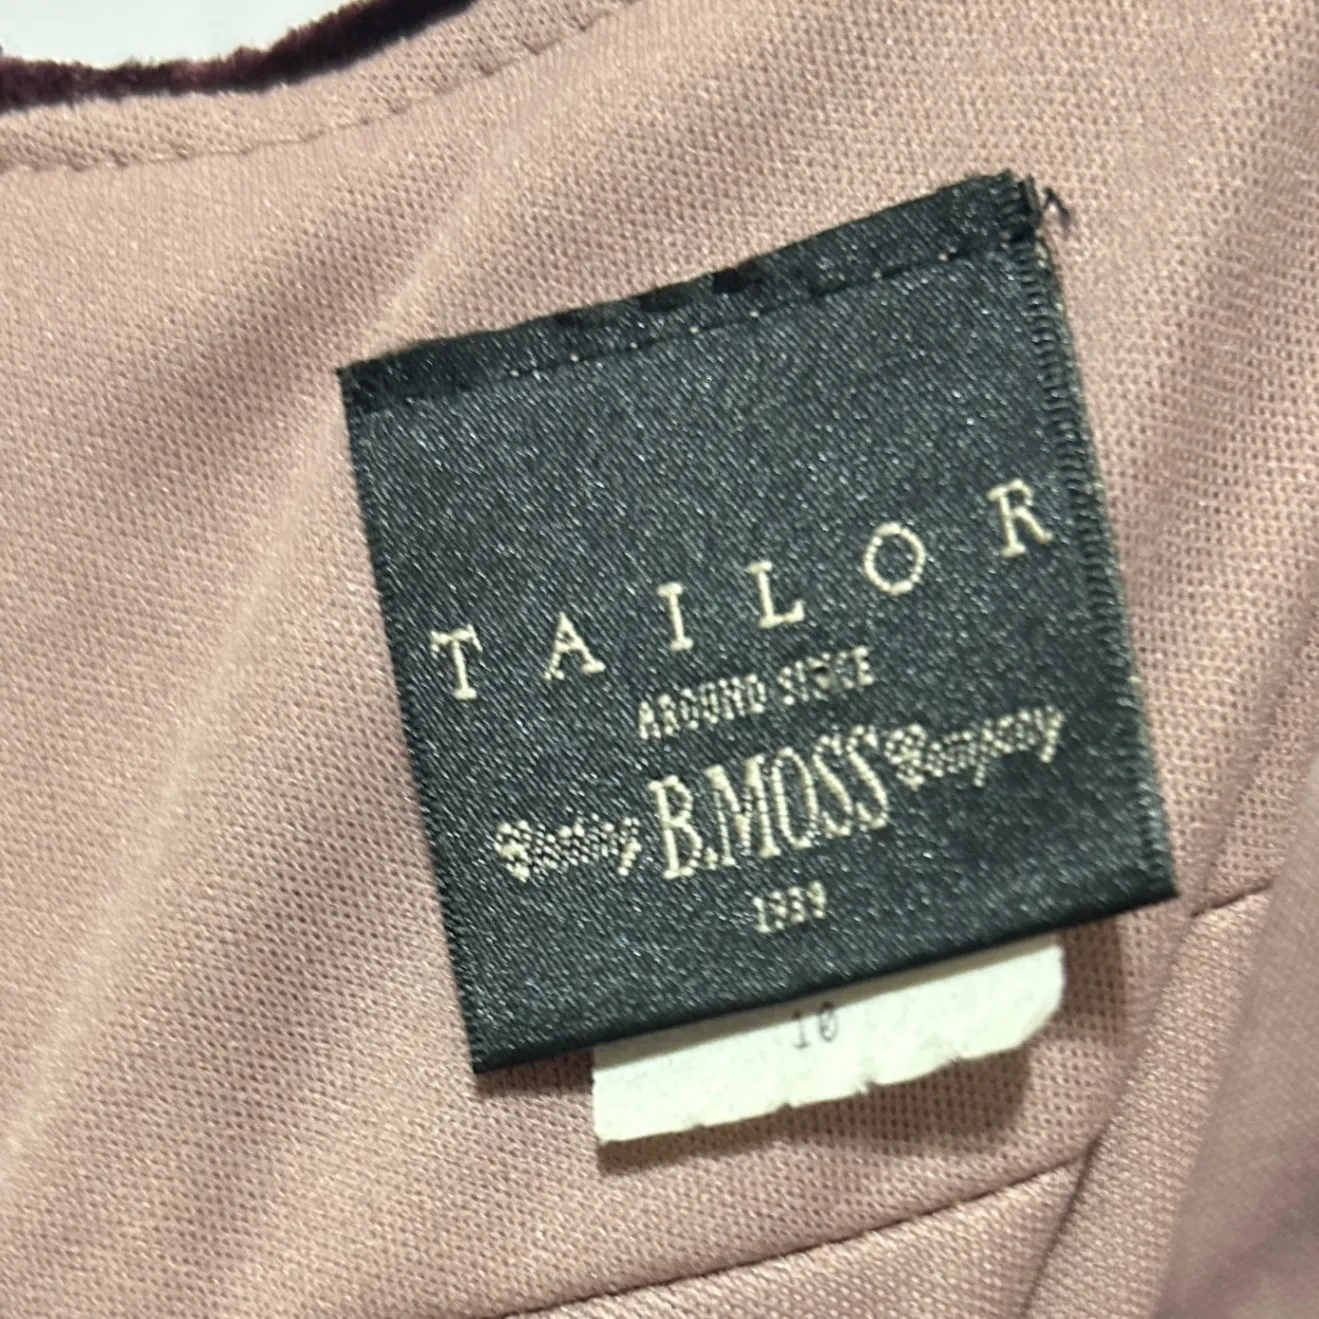 TAILOR
AROUND SINCE
Clothing B.MOSS Company
1939
10